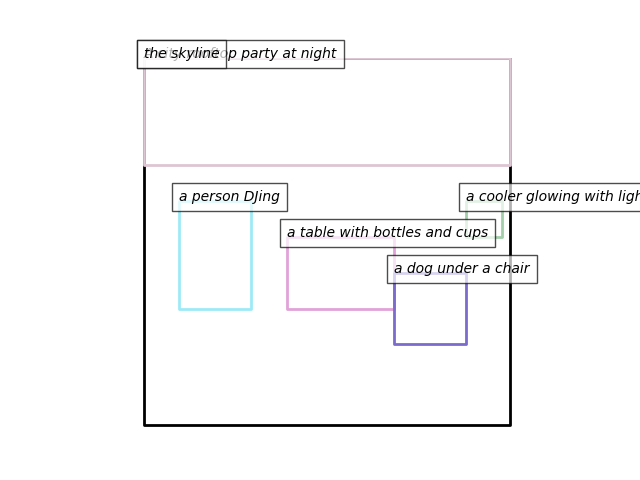 the skyline
p party at night
a person DJing
a cooler glowing with ligh
a table with bottles and cups
a dog under a chair